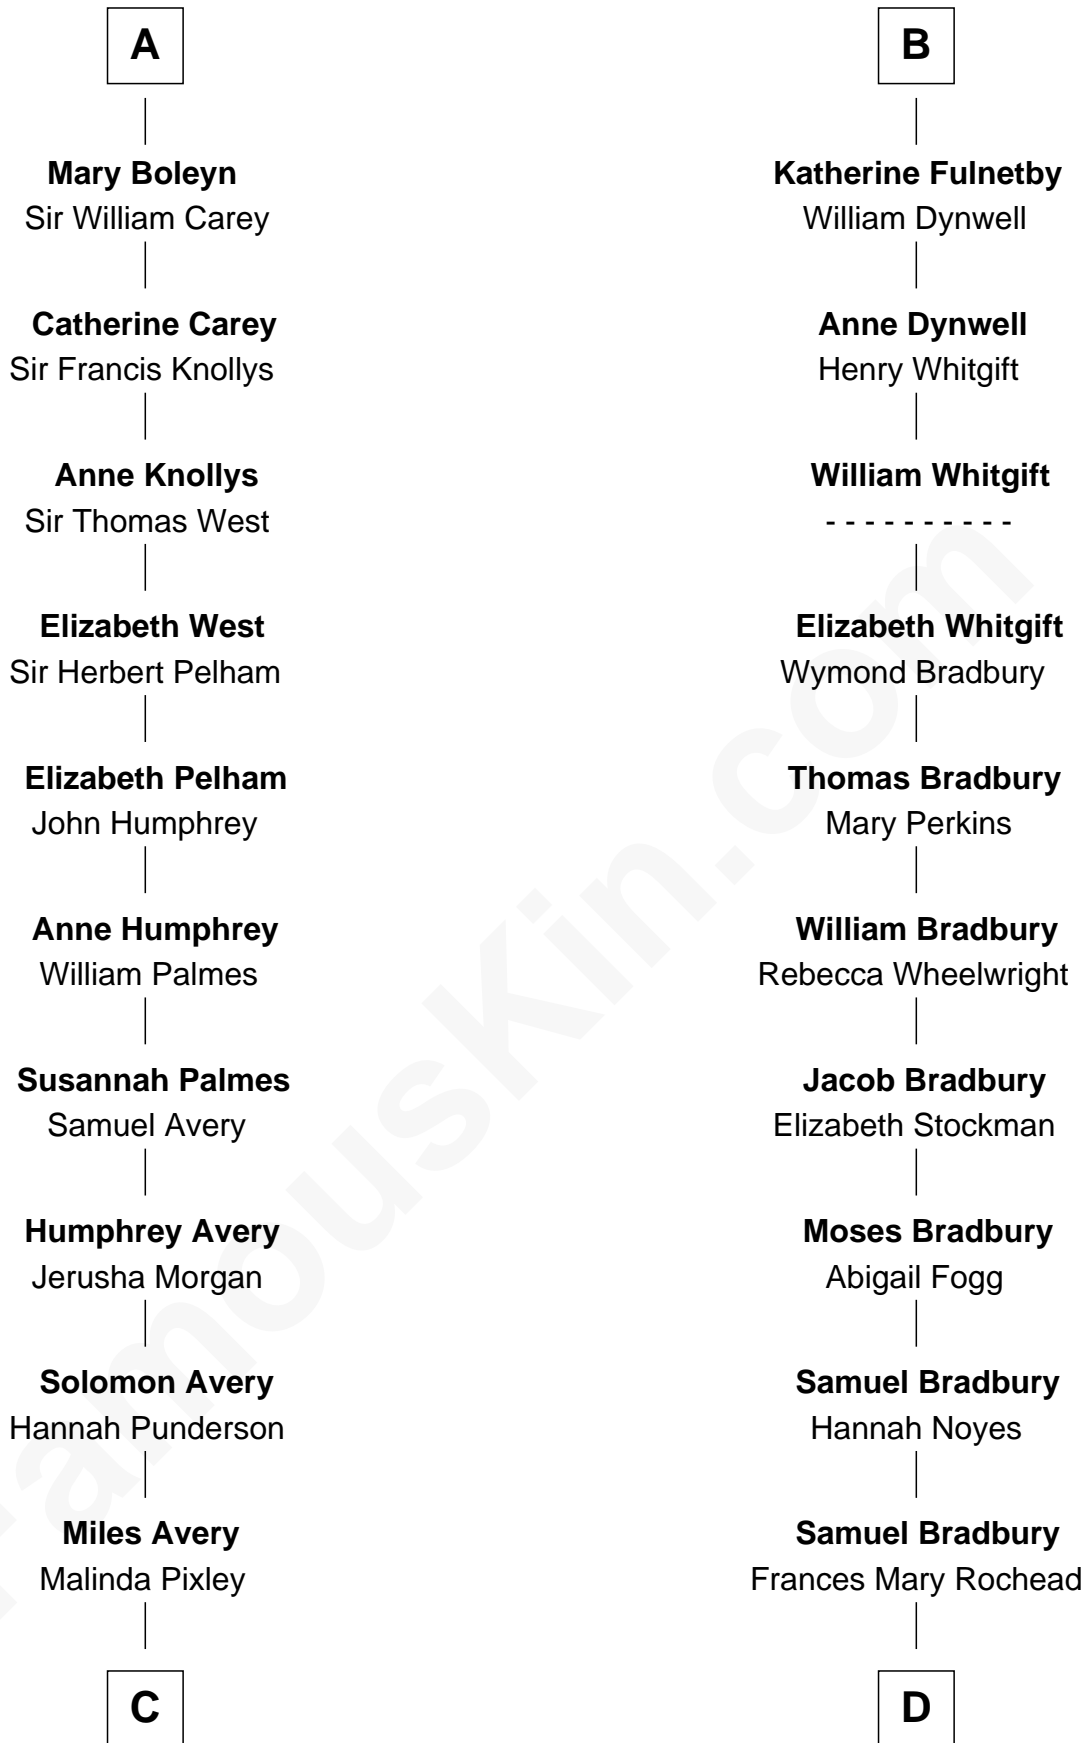 A
Mary Boleyn
Sir William Carey
Catherine Carey
Sir Francis Knollys
Anne Knollys
Sir Thomas West
Elizabeth West
Sir Herbert Pelham
Elizabeth Pelham
John Humphrey
Anne Humphrey
William Palmes
Susannah Palmes
Samuel Avery
Humphrey Avery
Jerusha Morgan
Solomon Avery
Hannah Punderson
Miles Avery
Malinda Pixley
C
B
Katherine Fulnetby
William Dynwell
Anne Dynwell
Henry Whitgift
William Whitgift
- - - - - - - - - -
Elizabeth Whitgift
Wymond Bradbury
Thomas Bradbury
Mary Perkins
William Bradbury
Rebecca Wheelwright
Jacob Bradbury
Elizabeth Stockman
Moses Bradbury
Abigail Fogg
Samuel Bradbury
Hannah Noyes
Samuel Bradbury
Frances Mary Rochead
D
FamousKin.com